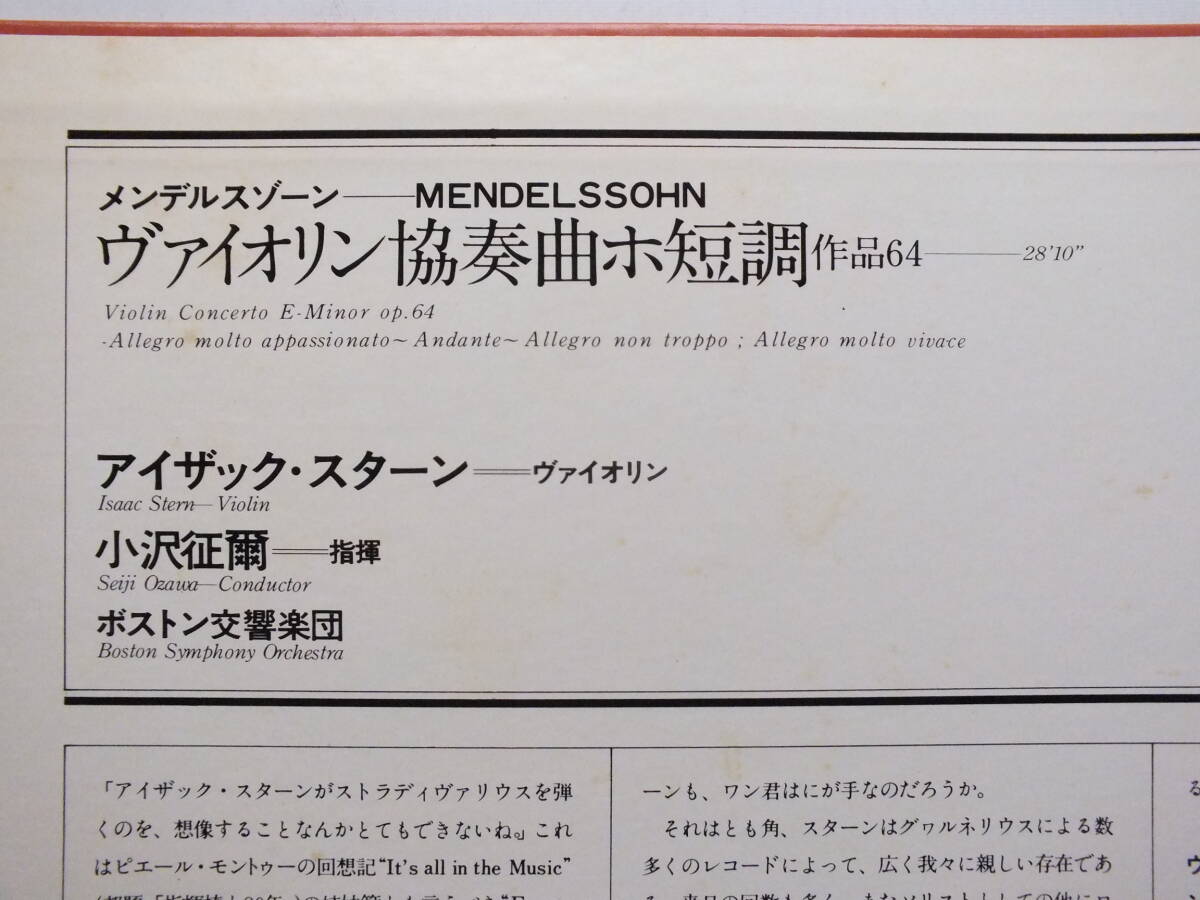 メンデルスゾーン——MENDELSSOHN
ヴァイオリン協奏曲ホ短調作品64———28'10"
Violin Concerto E-Minor op.64
-Allegro molto appassionato~Andante~Allegro non troppo ; Allegro molto vivace
アイザック・スターン══ヴァイオリン
Isaac Stern—Violin
小沢征爾══指揮
Seiji Ozawa—Conductor
ボストン交響楽団
Boston Symphony Orchestra
「アイザック・スターンがストラディヴァリウスを弾
くのを、想像することなんかとてもできないね。」これ
はピエール・モントゥーの回想記“It's all in the Music”
ーンも、ワン君はにが手なのだろうか。
それはとも角、スターンはグヮルネリウスによる数
多くのレコードによって、広く我々に親しい存在であ
る